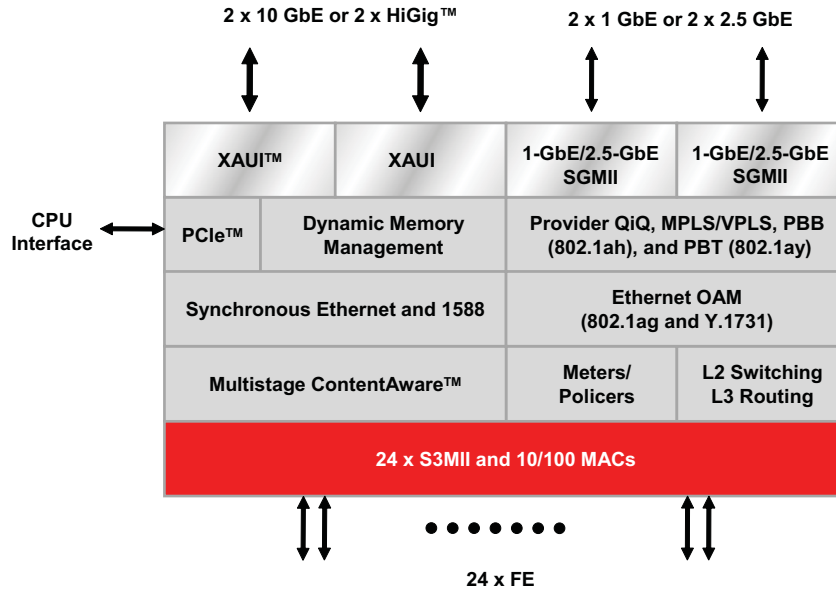 2 x 10 GbE or 2 x HiGig™
2 x 1 GbE or 2 x 2.5 GbE
XAUI™
XAUI
1-GbE/2.5-GbE
SGMII
1-GbE/2.5-GbE
SGMII
CPU
Interface
PCIe™
Dynamic Memory
Management
Provider QiQ, MPLS/VPLS, PBB
(802.1ah), and PBT (802.1ay)
Synchronous Ethernet and 1588
Ethernet OAM
(802.1ag and Y.1731)
Multistage ContentAware™
Meters/
Policers
L2 Switching
L3 Routing
24 x S3MII and 10/100 MACs
24 x FE